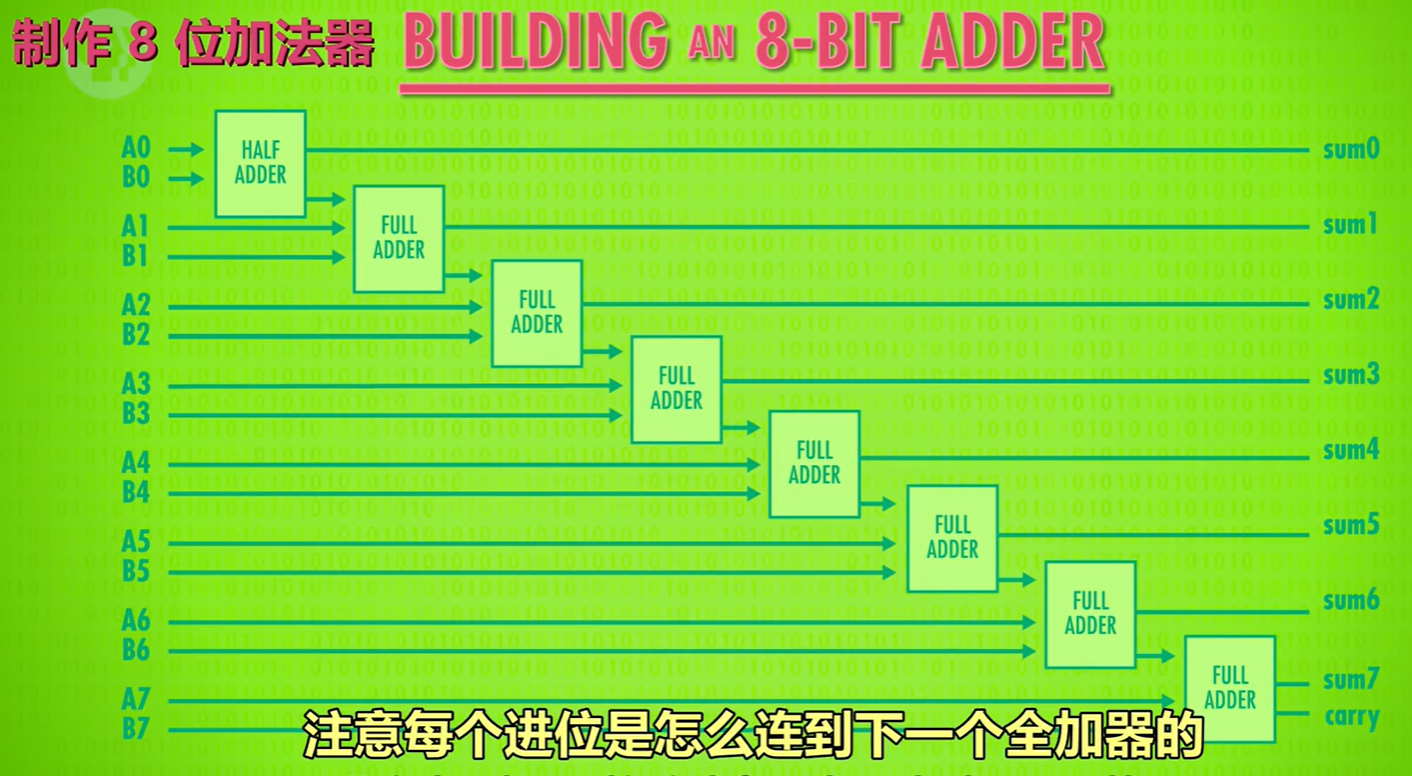 制作 8 位加法器 BUILDING AN 8-BIT ADDER
A0
B0
HALF
ADDER
sum0
A1
B1
FULL
ADDER
sum1
A2
B2
FULL
ADDER
sum2
A3
B3
FULL
ADDER
sum3
A4
B4
FULL
ADDER
sum4
A5
B5
FULL
ADDER
sum5
A6
B6
FULL
ADDER
sum6
A7
B7
FULL
ADDER
sum7
carry
注意每个进位是怎么连到下一个全加器的